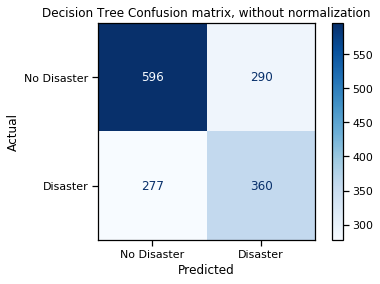 Decision Tree Confusion matrix, without normalization
Actual
No Disaster
Disaster
596
290
277
360
No Disaster
Disaster
Predicted
550
500
450
400
350
300